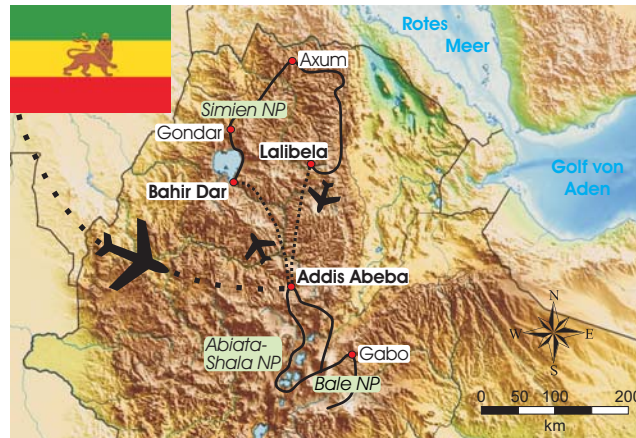 Rotes
Meer
Axum
Simien NP
Gondar
Lalibela
Golf von
Aden
Bahir Dar
Addis Abeba
N
W E
S
Abiata-
Shala NP
Gabo
Bale NP
0 100 200
km